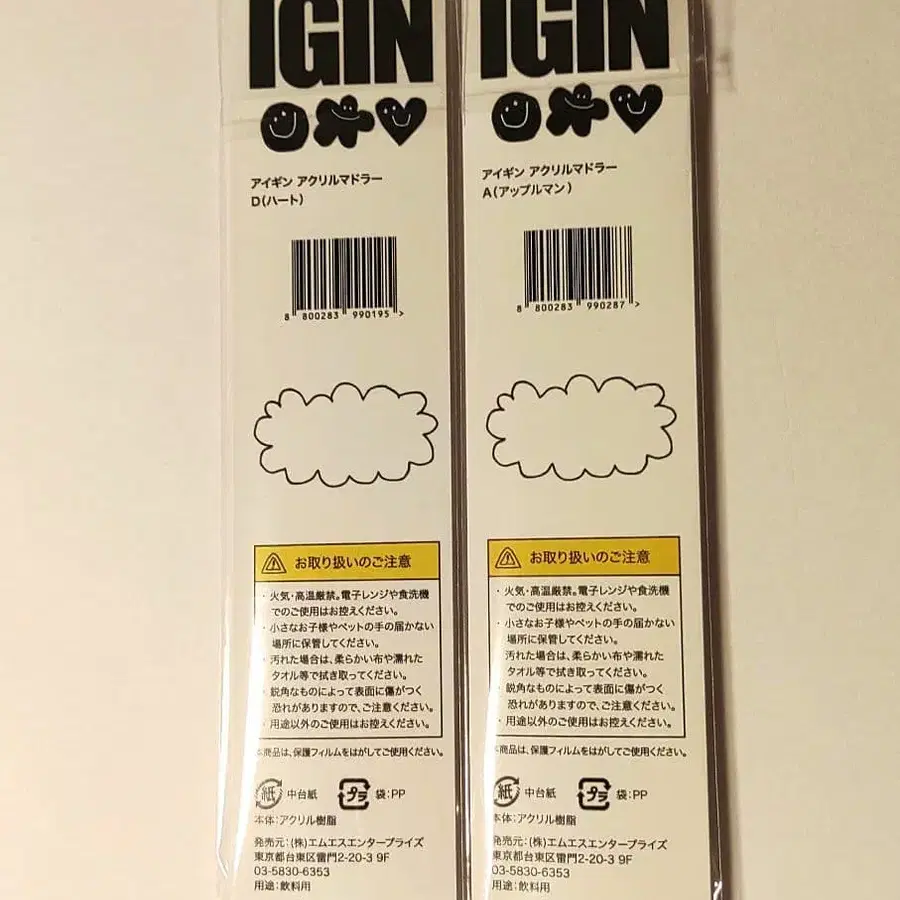 IGIN
アイギン アクリルマドラー
D(ハート)
8 800283 990195 >
お取り扱いのご注意
・火気・高温厳禁。電子レンジや食洗機
でのご使用はお控えください。
・小さなお子様やペットの手の届かない
場所に保管してください。
・汚れた場合は、柔らかい布や濡れた
タオル等で拭き取ってください。
・鋭角なものによって表面に傷がつく
恐れがありますので、ご注意ください。
・用途以外のご使用はお控えください。
本商品は、保護フィルムをはがしてご使用ください。
紙 中台紙 プラ 袋:PP
本体:アクリル樹脂
発売元:(株)エムエスエンタープライズ
東京都台東区雷門2-20-3 9F
03-5830-6353
用途:飲料用
IGIN
アイギン アクリルマドラー
A(アップルマン)
8 800283 990287 >
お取り扱いのご注意
・火気・高温厳禁。電子レンジや食洗機
でのご使用はお控えください。
・小さなお子様やペットの手の届かない
場所に保管してください。
汚れた場合は、柔らかい布や濡れた
タオル等で拭き取ってください。
・鋭角なものによって表面に傷がつく
恐れがありますので、ご注意ください。
・用途以外のご使用はお控えください。
本商品は、保護フィルムをはがしてご使用ください。
紙 中台紙 プラ 袋:PP
本体:アクリル樹脂
発売元:(株)エムエスエンタープライズ
東京都台東区雷門2-20-3 9F
03-5830-6353
用途:飲料用